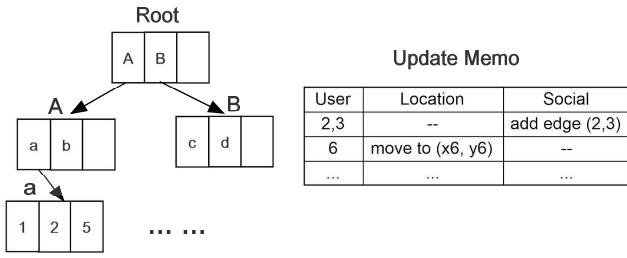 Root
A B
A
B
a b
c d
a
1 2 5
... ...
Update Memo
User Location Social
2,3 -- add edge (2,3)
6 move to (x6, y6) --
... ... ...